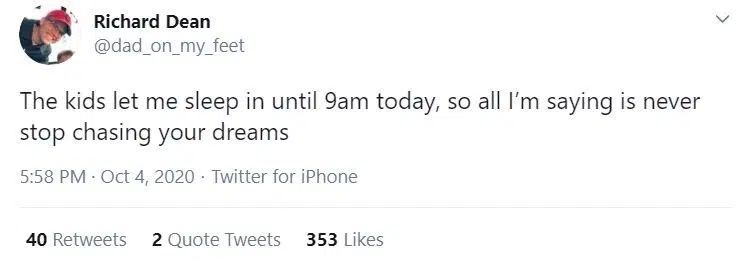 Richard Dean
@dad_on_my_feet
The kids let me sleep in until 9am today, so all I'm saying is never
stop chasing your dreams
5:58 PM · Oct 4, 2020 · Twitter for iPhone
40 Retweets 2 Quote Tweets 353 Likes